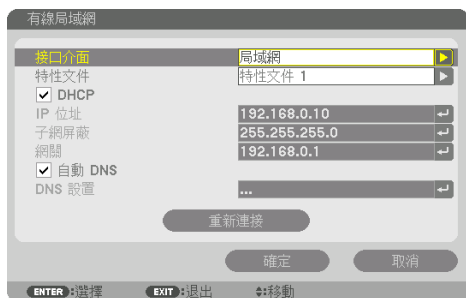 有線局域網
接口介面 局域網
特性文件 特性文件 1
DHCP
IP 位址 192.168.0.10
子網屏蔽 255.255.255.0
網關 192.168.0.1
自動 DNS
DNS 設置 ...
重新連接
確定 取消
ENTER :選擇 EXIT :退出 :移動